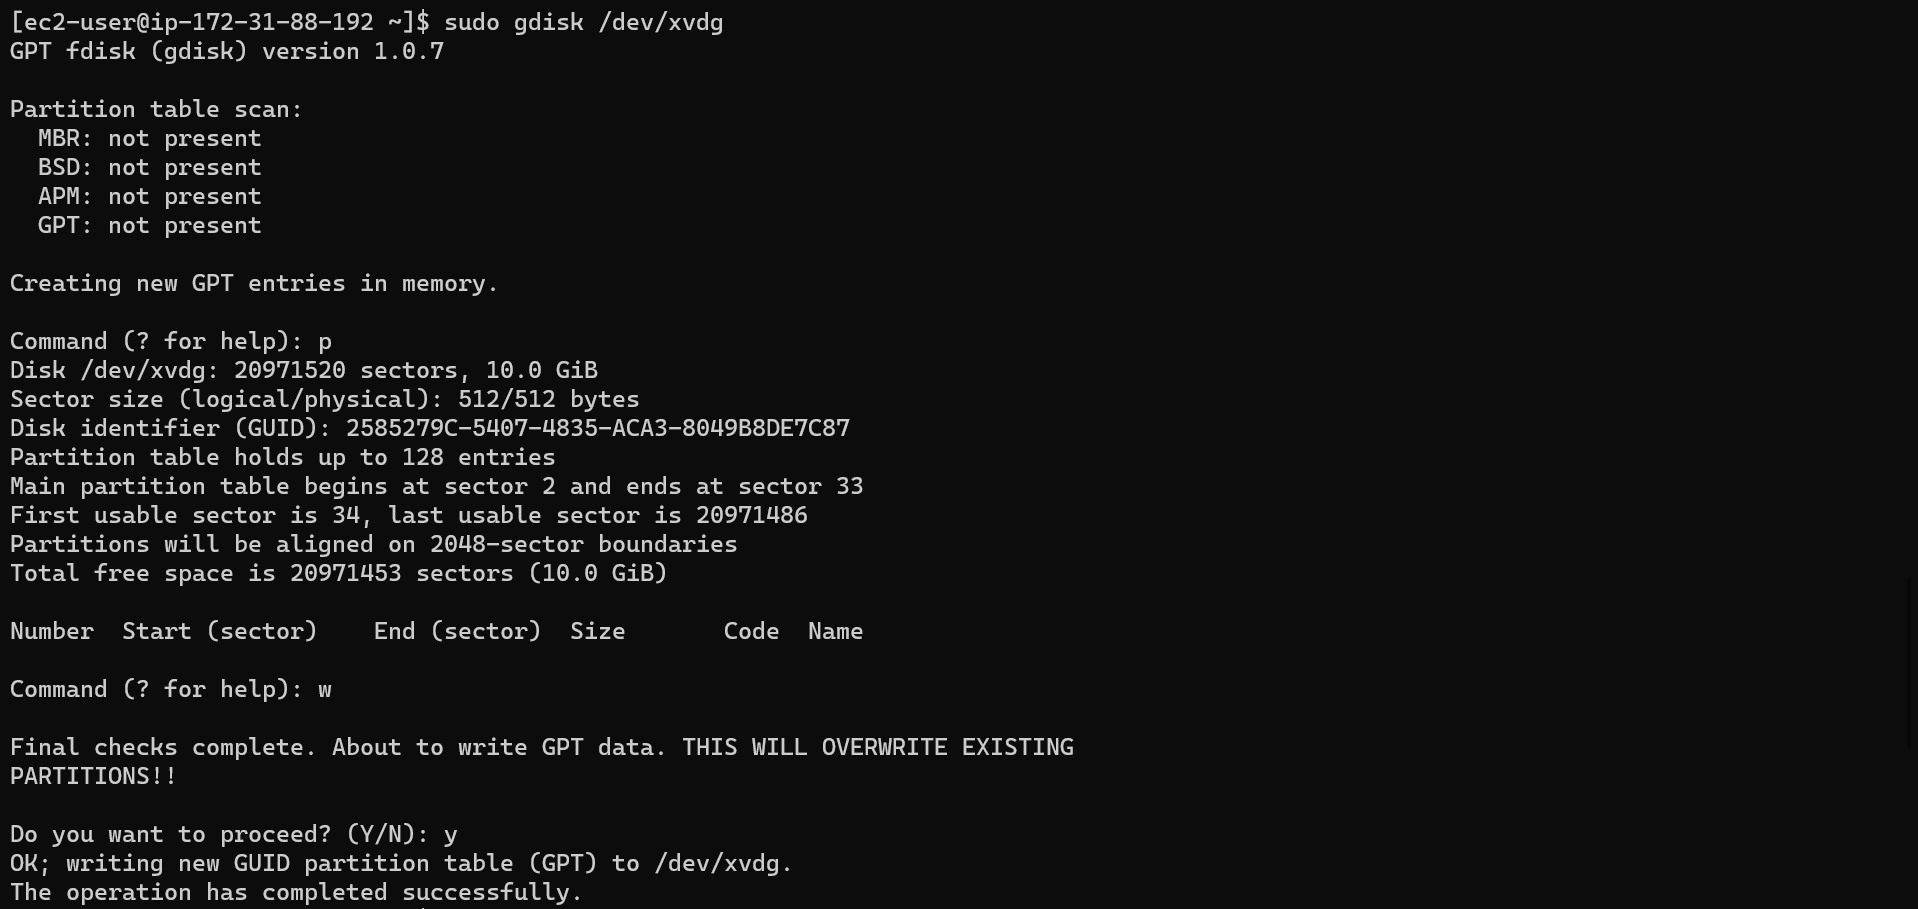 [ec2-user@ip-172-31-88-192 ~]$ sudo gdisk /dev/xvdg
GPT fdisk (gdisk) version 1.0.7
Partition table scan:
  MBR: not present
  BSD: not present
  APM: not present
  GPT: not present
Creating new GPT entries in memory.
Command (? for help): p
Disk /dev/xvdg: 20971520 sectors, 10.0 GiB
Sector size (logical/physical): 512/512 bytes
Disk identifier (GUID): 2585279C-5407-4835-ACA3-8049B8DE7C87
Partition table holds up to 128 entries
Main partition table begins at sector 2 and ends at sector 33
First usable sector is 34, last usable sector is 20971486
Partitions will be aligned on 2048-sector boundaries
Total free space is 20971453 sectors (10.0 GiB)
Number  Start (sector)    End (sector)  Size       Code  Name
Command (? for help): w
Final checks complete. About to write GPT data. THIS WILL OVERWRITE EXISTING
PARTITIONS!!
Do you want to proceed? (Y/N): y
OK; writing new GUID partition table (GPT) to /dev/xvdg.
The operation has completed successfully.